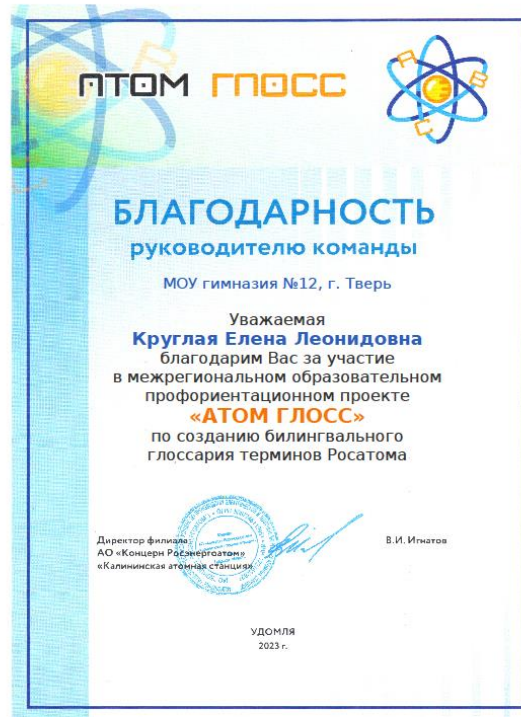 АТОМ ГЛОСС
А
В
С
БЛАГОДАРНОСТЬ
руководителю команды
МОУ гимназия №12, г. Тверь
Уважаемая
Круглая Елена Леонидовна
благодарим Вас за участие
в межрегиональном образовательном
профориентационном проекте
«АТОМ ГЛОСС»
по созданию билингвального
глоссария терминов Росатома
Директор филиала
АО «Концерн Росэнергоатом»
«Калининская атомная станция»
В.И. Игнатов
УДОМЛЯ
2023 г.